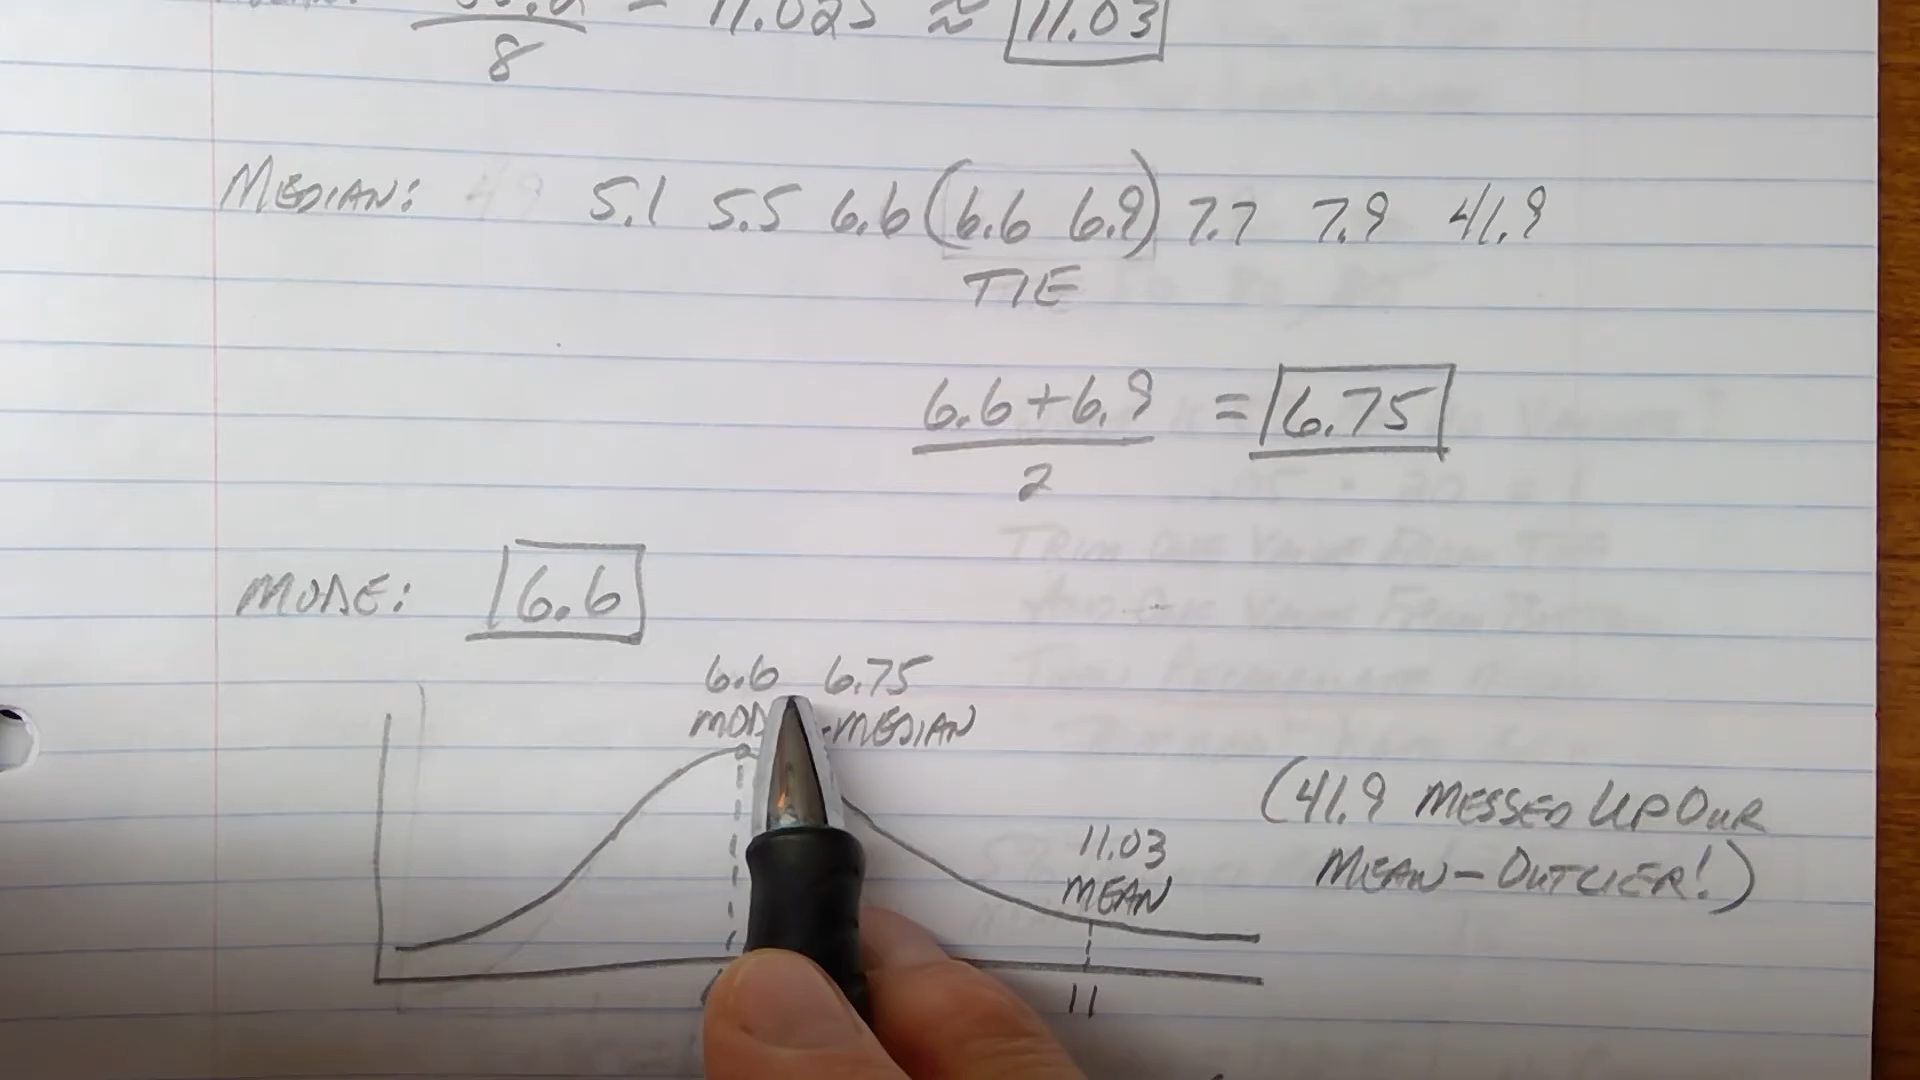 = 11.025 ≈ 11.03
8
MEDIAN: 5.1 5.5 6.6 (6.6 6.9) 7.7 7.9 41.9
TIE
6.6+6.9 = 6.75
2
MODE: 6.6
6.6 6.75
MEDIAN
(41.9 MESSED UP OUR
MEAN-OUTLIER!)
11.03
MEAN
11